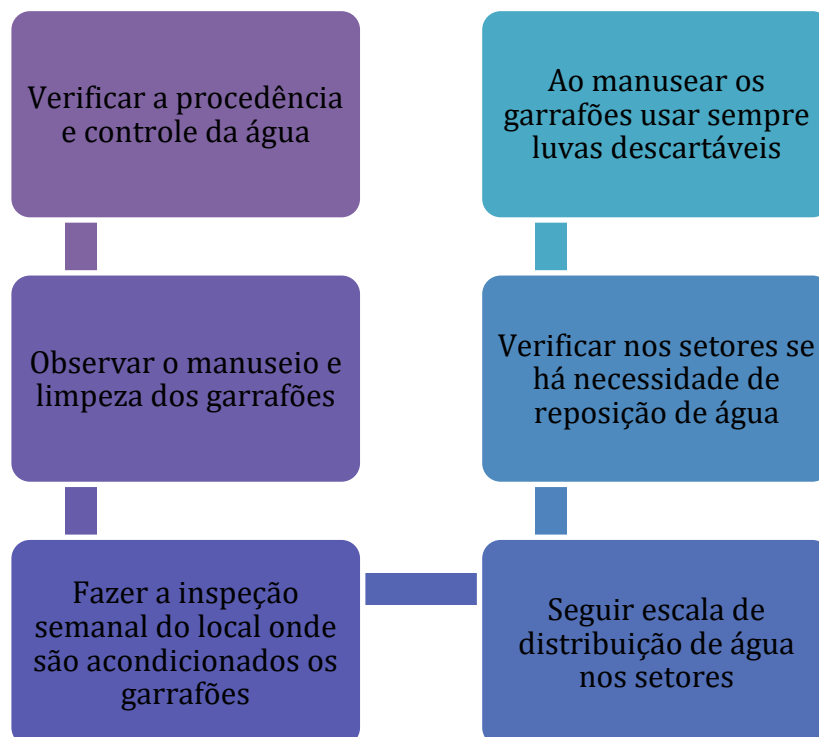 Verificar a procedência
e controle da água
Observar o manuseio e
limpeza dos garrafões
Fazer a inspeção
semanal do local onde
são acondicionados os
garrafões
Seguir escala de
distribuição de água
nos setores
Verificar nos setores se
há necessidade de
reposição de água
Ao manusear os
garrafões usar sempre
luvas descartáveis